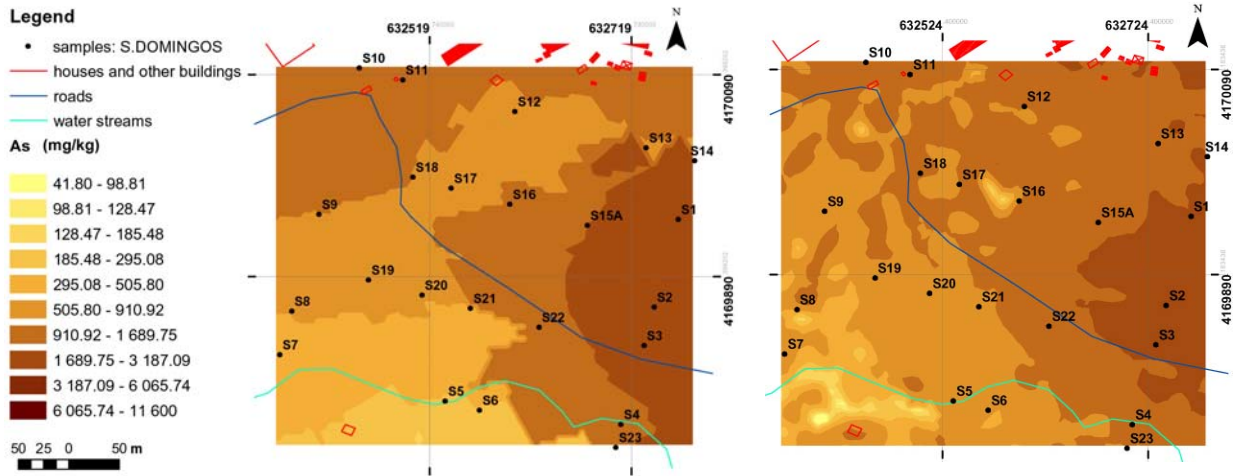 Legend
samples: S.DOMINGOS
houses and other buildings
roads
water streams
As (mg/kg)
41.80 - 98.81
98.81 - 128.47
128.47 - 185.48
185.48 - 295.08
295.08 - 505.80
505.80 - 910.92
910.92 - 1 689.75
1 689.75 - 3 187.09
3 187.09 - 6 065.74
6 065.74 - 11 600
50 25 0 50 m
632519 632719
N
S10
S11
S12
S13
S14
S18
S17
S16
S9
S15A
S1
S19
S20
S21
S2
S8
S22
S3
S7
S5
S6
S4
S23
4170090
4169890
632524 632724
N
S10
S11
S12
S13
S14
S18
S17
S16
S9
S15A
S1
S19
S20
S21
S2
S8
S22
S3
S7
S5
S6
S4
S23
4170090
4169890